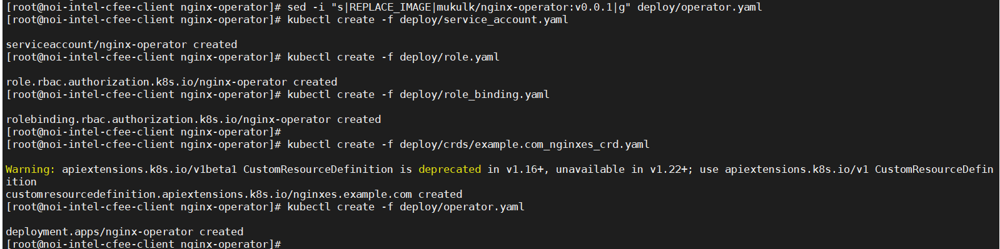 [root@noi-intel-cfee-client nginx-operator]# sed -i "s|REPLACE_IMAGE|mukulk/nginx-operator:v0.0.1|g" deploy/operator.yaml
[root@noi-intel-cfee-client nginx-operator]# kubectl create -f deploy/service_account.yaml
serviceaccount/nginx-operator created
[root@noi-intel-cfee-client nginx-operator]# kubectl create -f deploy/role.yaml
role.rbac.authorization.k8s.io/nginx-operator created
[root@noi-intel-cfee-client nginx-operator]# kubectl create -f deploy/role_binding.yaml
rolebinding.rbac.authorization.k8s.io/nginx-operator created
[root@noi-intel-cfee-client nginx-operator]#
[root@noi-intel-cfee-client nginx-operator]# kubectl create -f deploy/crds/example.com_nginxes_crd.yaml
Warning: apiextensions.k8s.io/v1beta1 CustomResourceDefinition is deprecated in v1.16+, unavailable in v1.22+; use apiextensions.k8s.io/v1 CustomResourceDefin
ition
customresourcedefinition.apiextensions.k8s.io/nginxes.example.com created
[root@noi-intel-cfee-client nginx-operator]# kubectl create -f deploy/operator.yaml
deployment.apps/nginx-operator created
[root@noi-intel-cfee-client nginx-operator]#